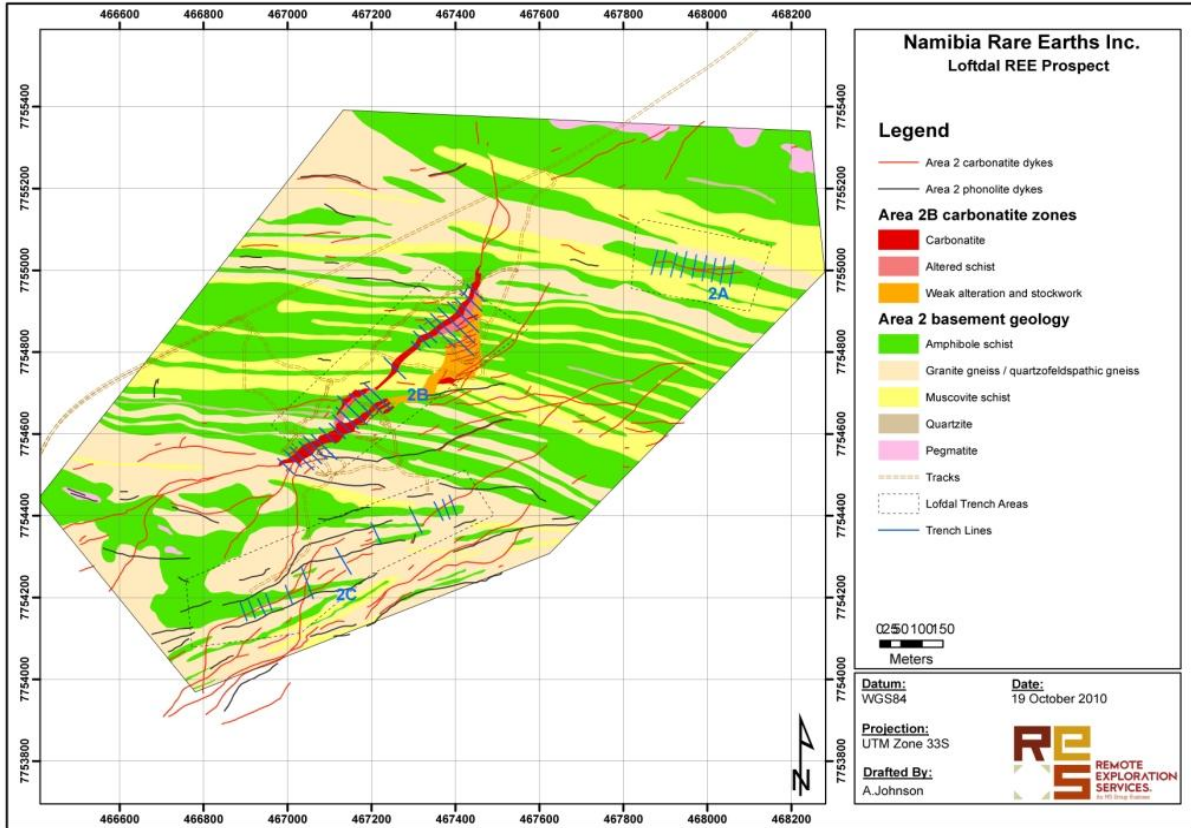 466600 466800 467000 467200 467400 467600 467800 468000 468200
7755400
7755200
7755000
7754800
7754600
7754400
7754200
7754000
7753800
7755400
7755200
7755000
7754800
7754600
7754400
7754200
7754000
7753800
2A
2B
2C
N
466600 466800 467000 467200 467400 467600 467800 468000 468200
Namibia Rare Earths Inc.
Loftdal REE Prospect
Legend
Area 2 carbonatite dykes
Area 2 phonolite dykes
Area 2B carbonatite zones
Carbonatite
Altered schist
Weak alteration and stockwork
Area 2 basement geology
Amphibole schist
Granite gneiss / quartzofeldspathic gneiss
Muscovite schist
Quartzite
Pegmatite
Tracks
Lofdal Trench Areas
Trench Lines
0 25 50 100 150
Meters
Datum:
WGS84
Projection:
UTM Zone 33S
Drafted By:
A.Johnson
Date:
19 October 2010
RES
REMOTE
EXPLORATION
SERVICES.